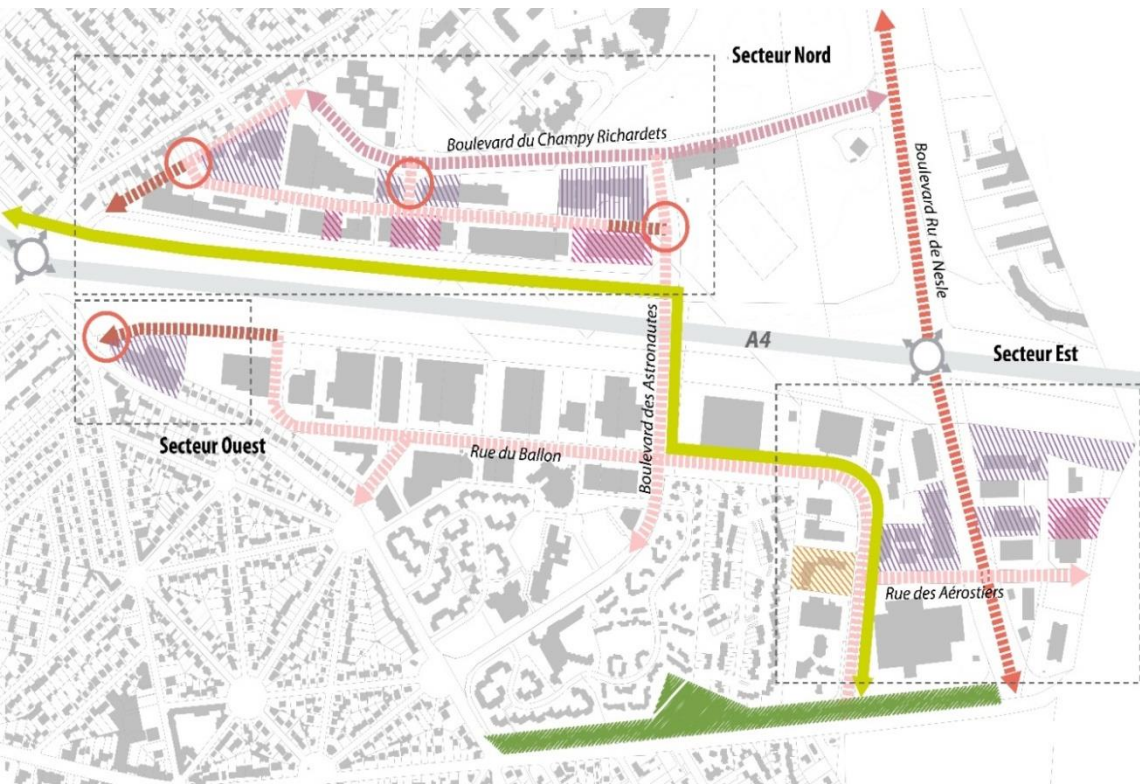 Secteur Nord
Boulevard du Champy Richardets
Boulevard Ru de Nesle
A4
Secteur Est
Boulevard des Astronautes
Secteur Ouest
Rue du Ballon
Rue des Aérostiers